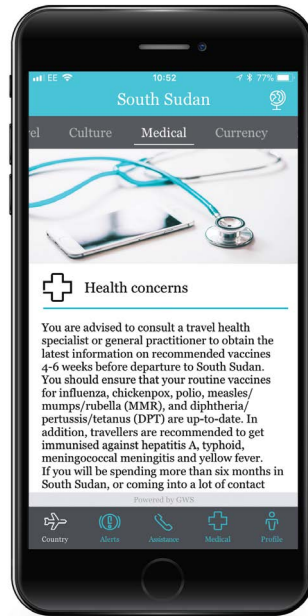 EE
10:52
77%
South Sudan
el Culture Medical Currency
Health concerns
You are advised to consult a travel health
specialist or general practitioner to obtain the
latest information on recommended vaccines
4-6 weeks before departure to South Sudan.
You should ensure that your routine vaccines
for influenza, chickenpox, polio, measles/
mumps/rubella (MMR), and diphtheria/
pertussis/tetanus (DPT) are up-to-date. In
addition, travellers are recommended to get
immunised against hepatitis A, typhoid,
meningococcal meningitis and yellow fever.
If you will be spending more than six months in
South Sudan, or coming into a lot of contact
Powered by GWS
Country Alerts Assistance Medical Profile